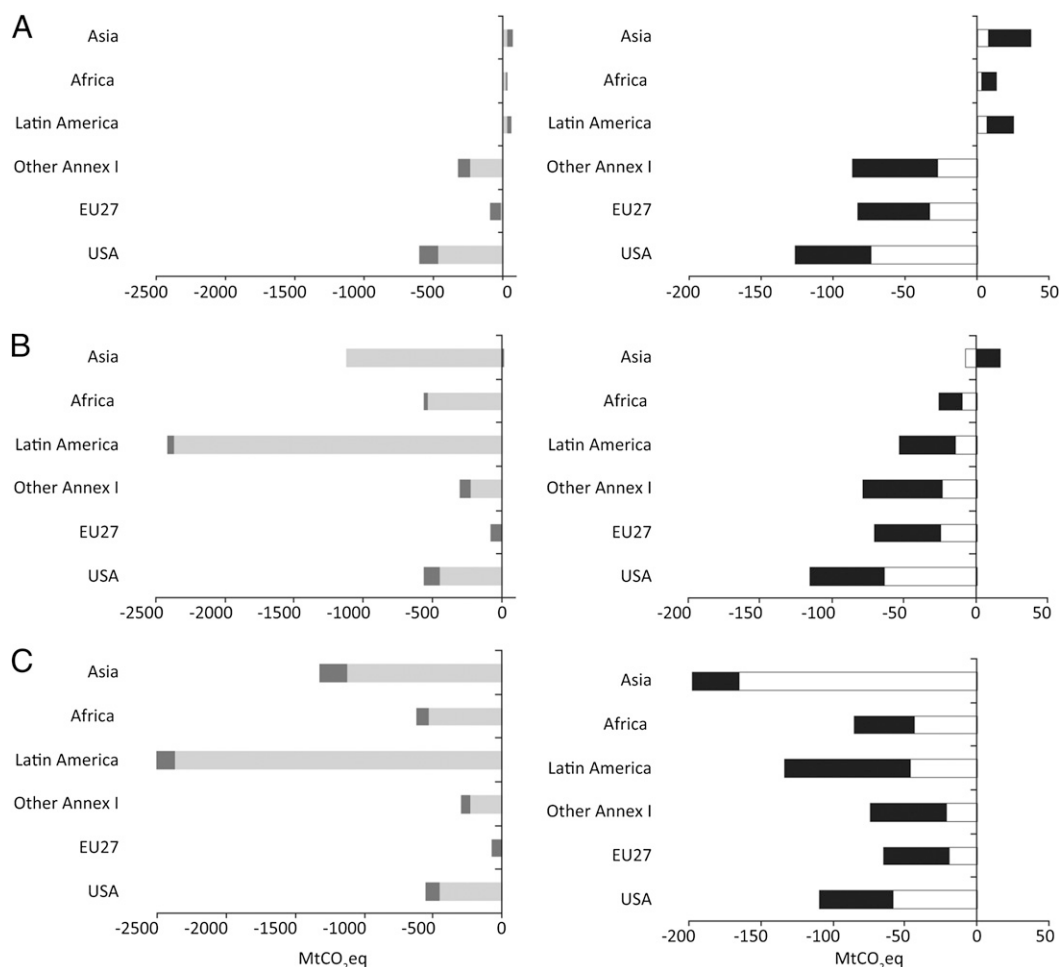 A
Asia
Africa
Latin America
Other Annex I
EU27
USA
-2500 -2000 -1500 -1000 -500 0
Asia
Africa
Latin America
Other Annex I
EU27
USA
-200 -150 -100 -50 0 50
B
Asia
Africa
Latin America
Other Annex I
EU27
USA
-2500 -2000 -1500 -1000 -500 0
Asia
Africa
Latin America
Other Annex I
EU27
USA
-200 -150 -100 -50 0 50
C
Asia
Africa
Latin America
Other Annex I
EU27
USA
-2500 -2000 -1500 -1000 -500 0
MtCO₂eq
Asia
Africa
Latin America
Other Annex I
EU27
USA
-200 -150 -100 -50 0 50
MtCO₂eq